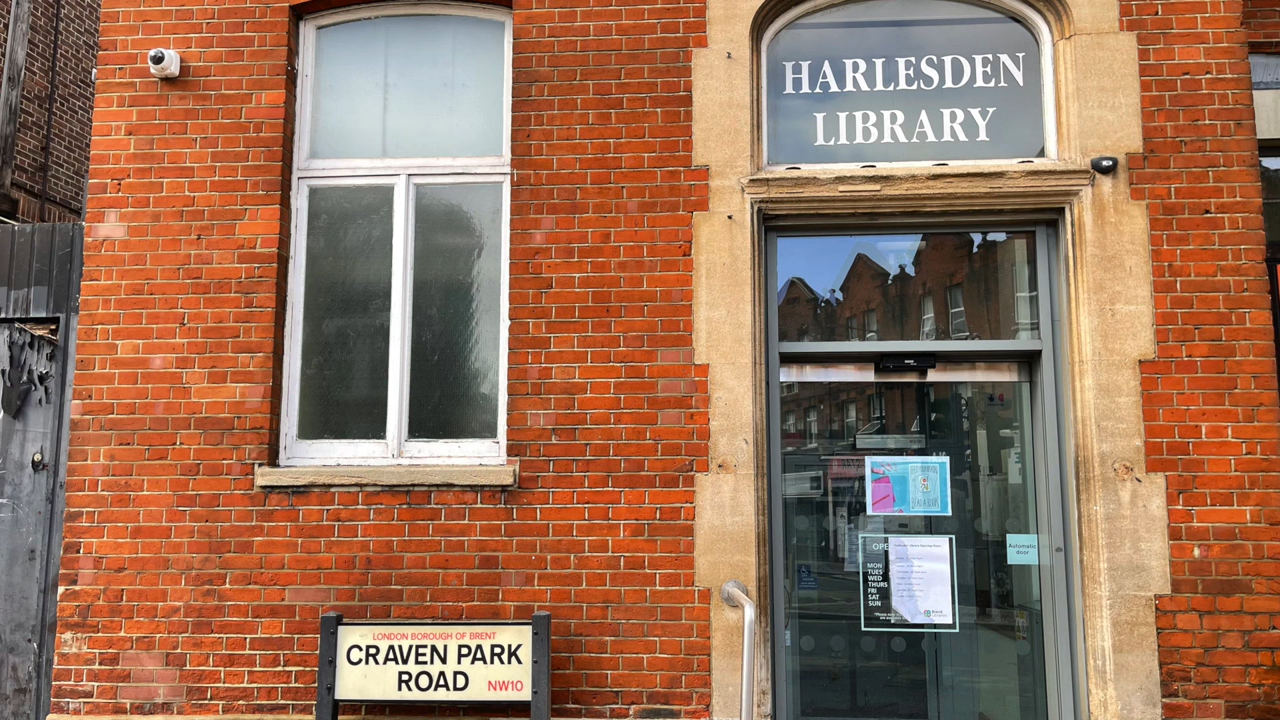 HARLESDEN
LIBRARY
Automatic
door
OPE
MON
TUES
WED
THURS
FRI
SAT
SUN
LONDON BOROUGH OF BRENT
CRAVEN PARK
ROAD NW10